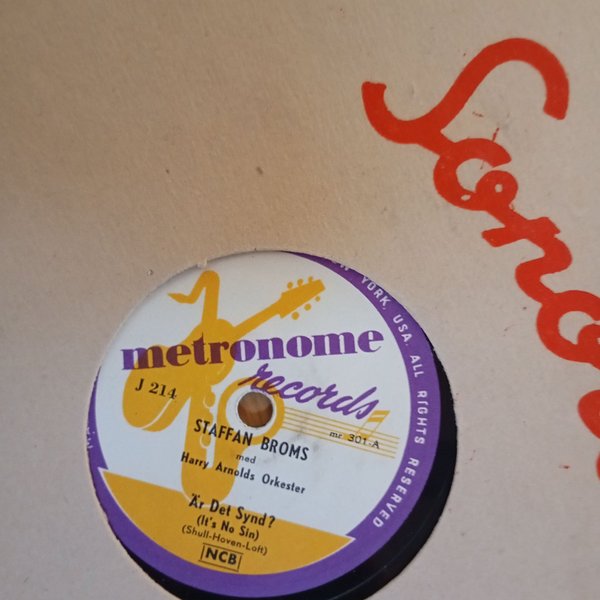 Sono
W YORK. USA. ALL RIGHTS RESERVED
metronome
records
J 214
mr 301-A
STAFFAN BROMS
med
Harry Arnolds Orkester
Är Det Synd?
(It's No Sin)
(Shull-Hoven-Loft)
NCB